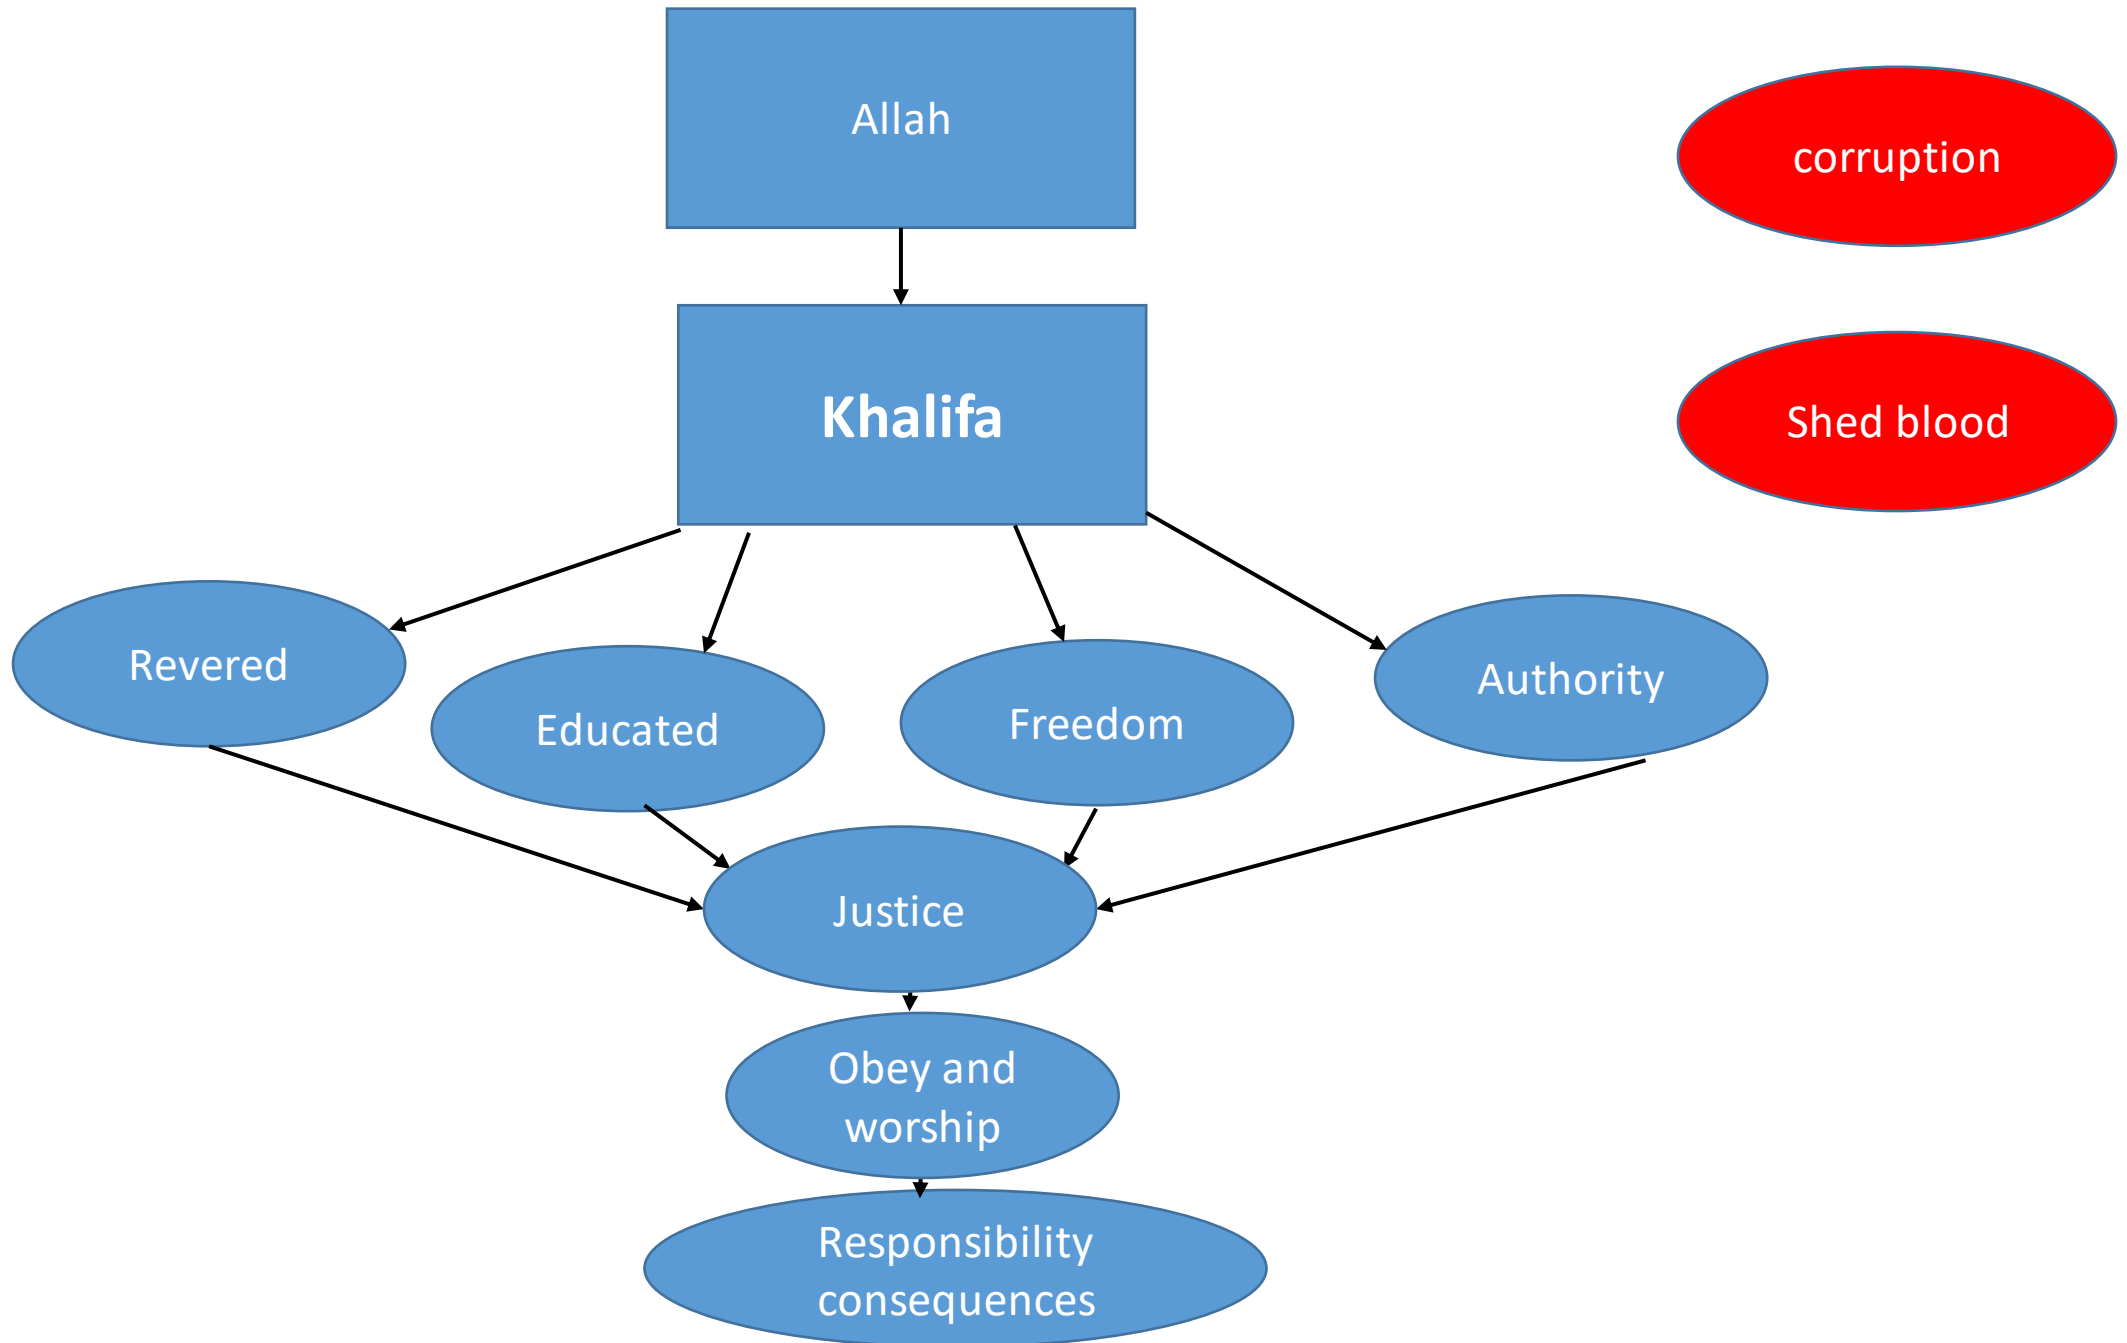 Allah
corruption
Khalifa
Shed blood
Revered
Educated
Freedom
Authority
Justice
Obey and
worship
Responsibility
consequences